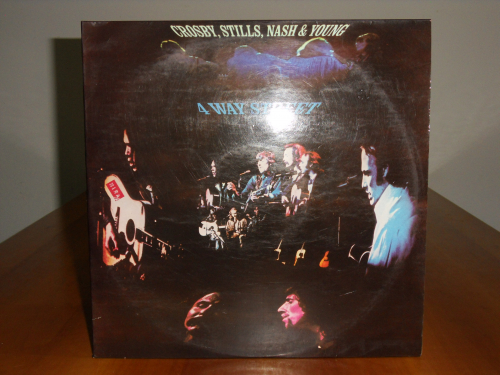 CROSBY, STILLS, NASH & YOUNG
4 WAY STREET